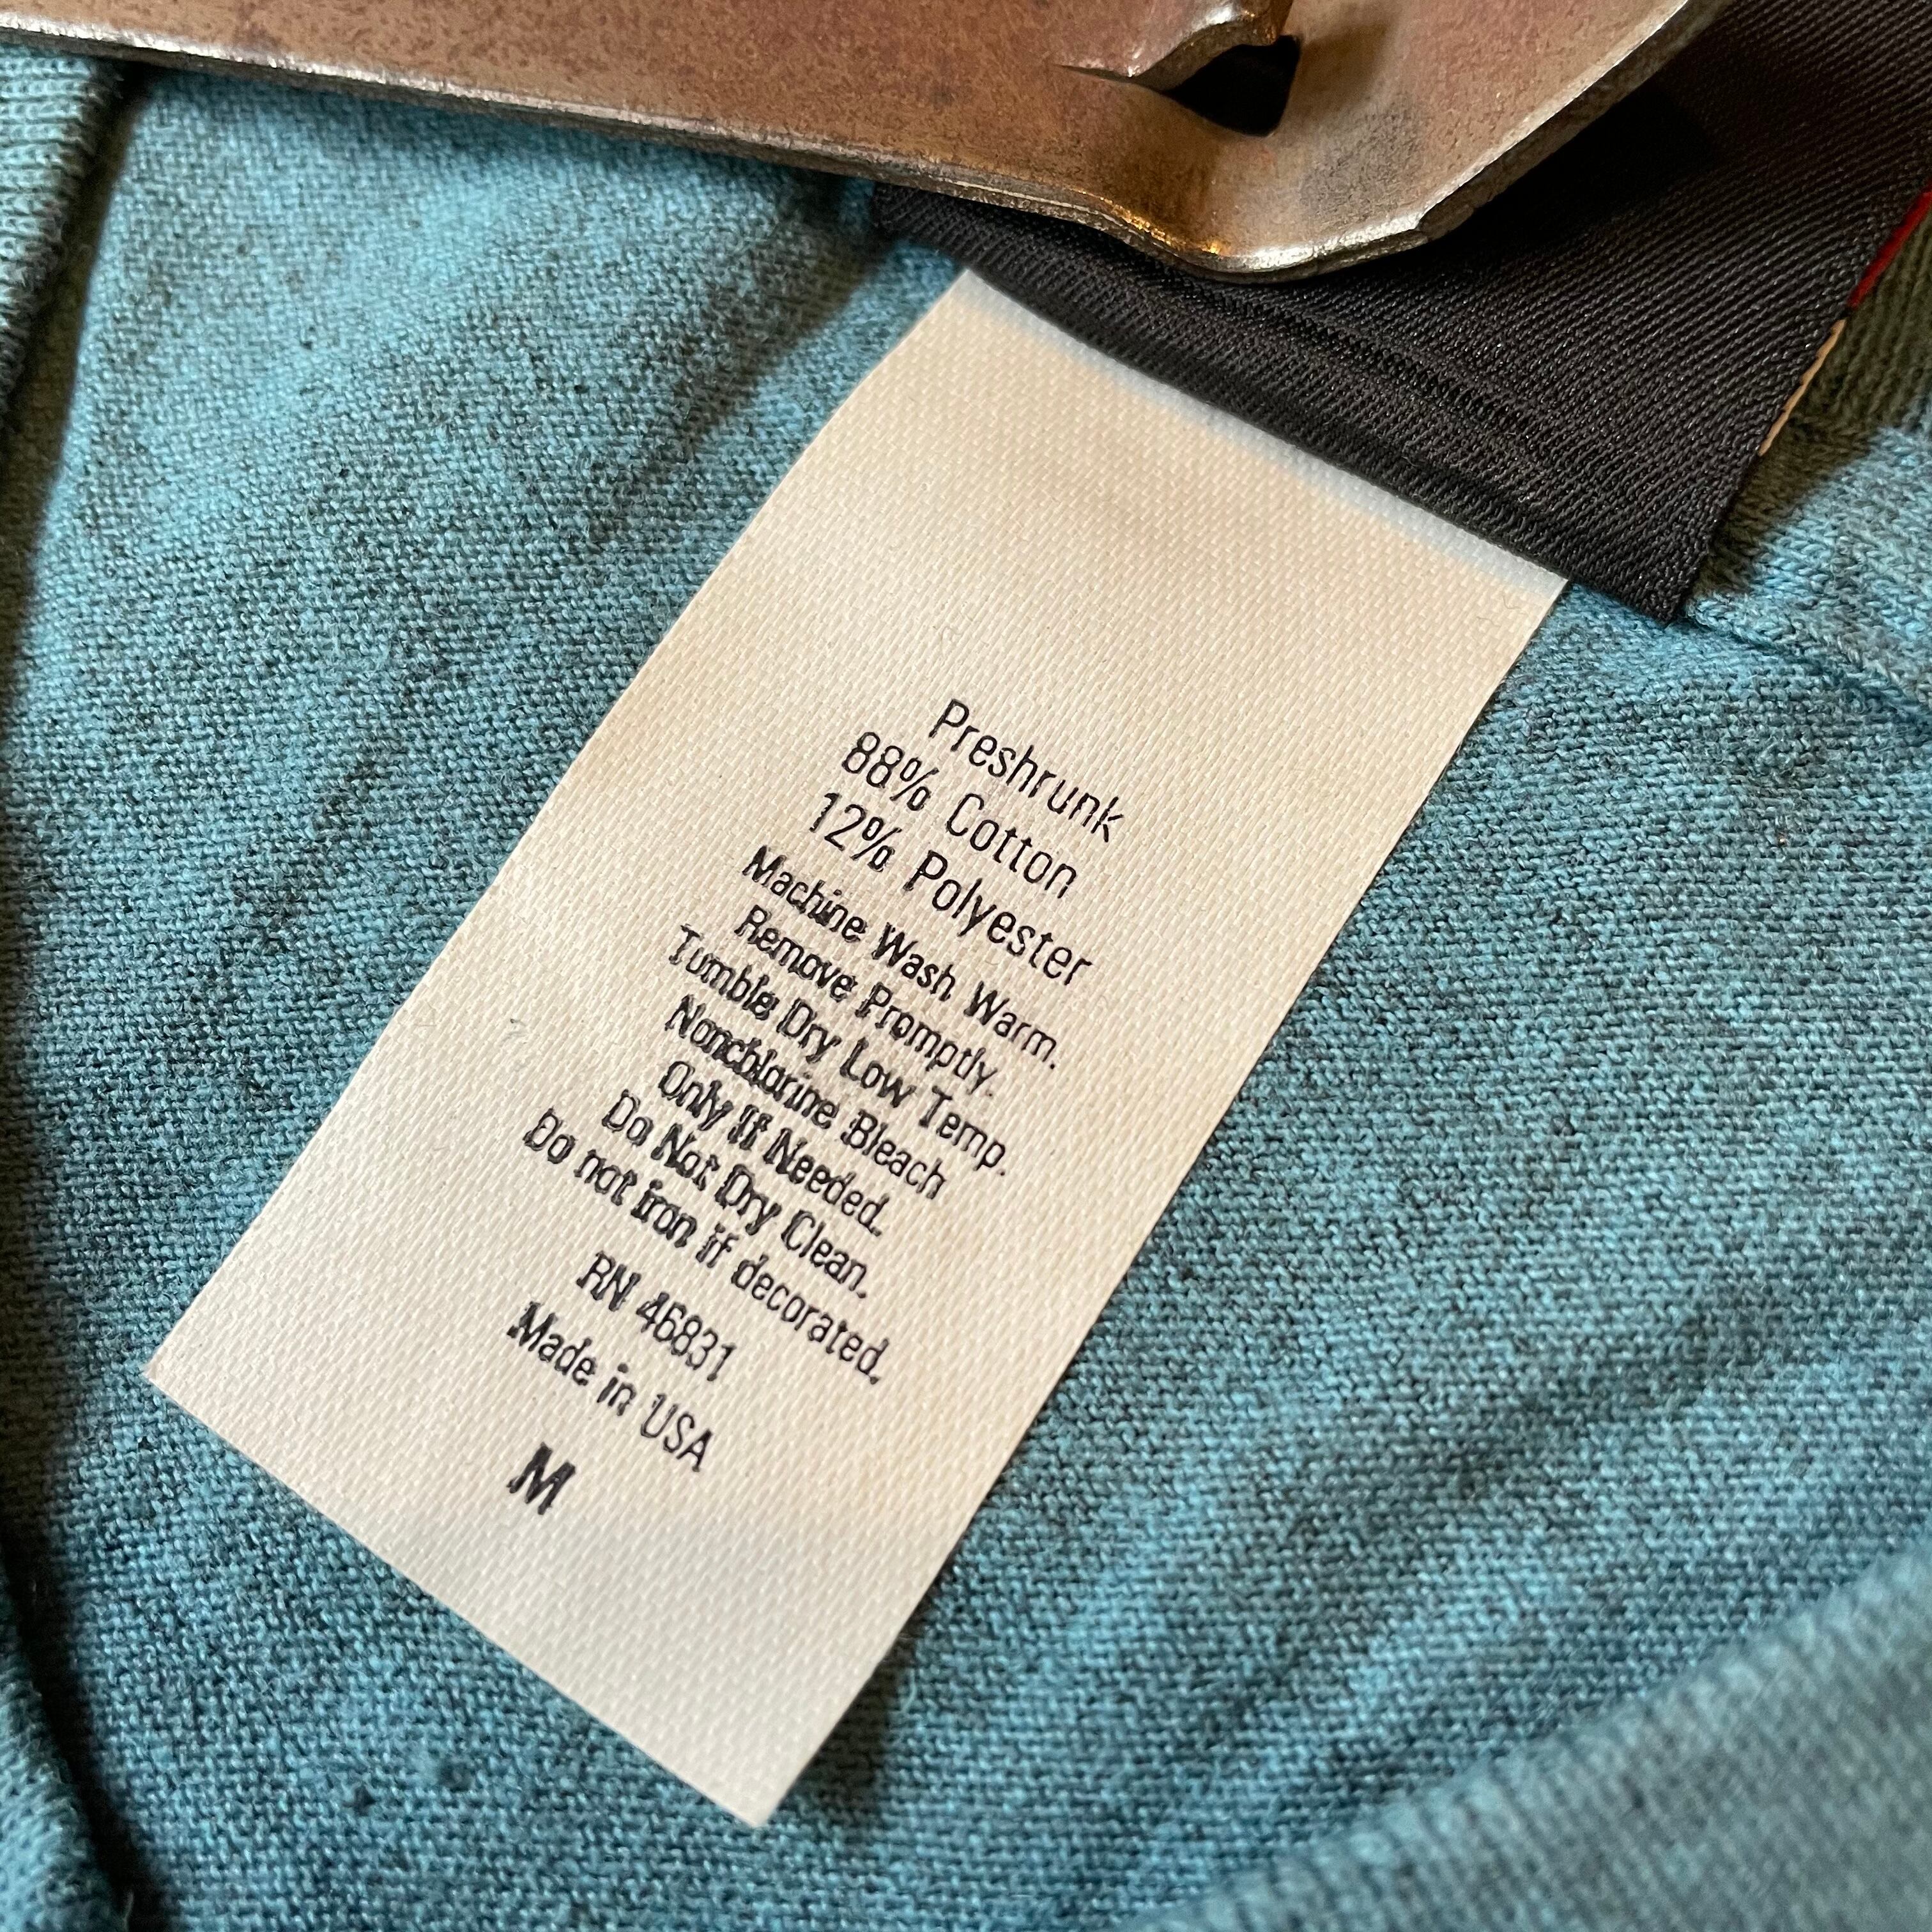 Preshrunk
88% Cotton
12% Polyester
Machine Wash Warm.
Remove Promptly.
Tumble Dry Low Temp.
Nonchlorine Bleach
Only If Needed.
Do Not Dry Clean.
Do not iron if decorated.
RN 46831
Made in USA
M